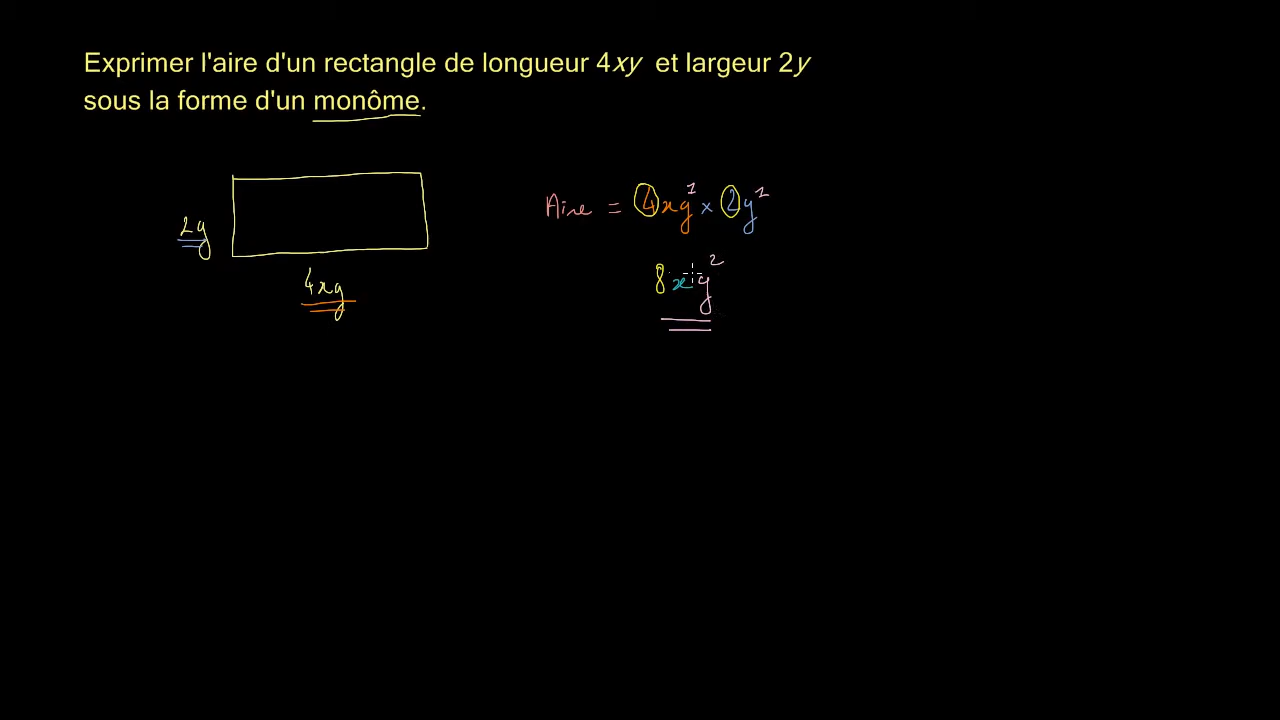 Exprimer l'aire d'un rectangle de longueur 4xy et largeur 2y
sous la forme d'un monôme.
Aire = 4xy¹ × 2y¹
2y
4xy
8xy²